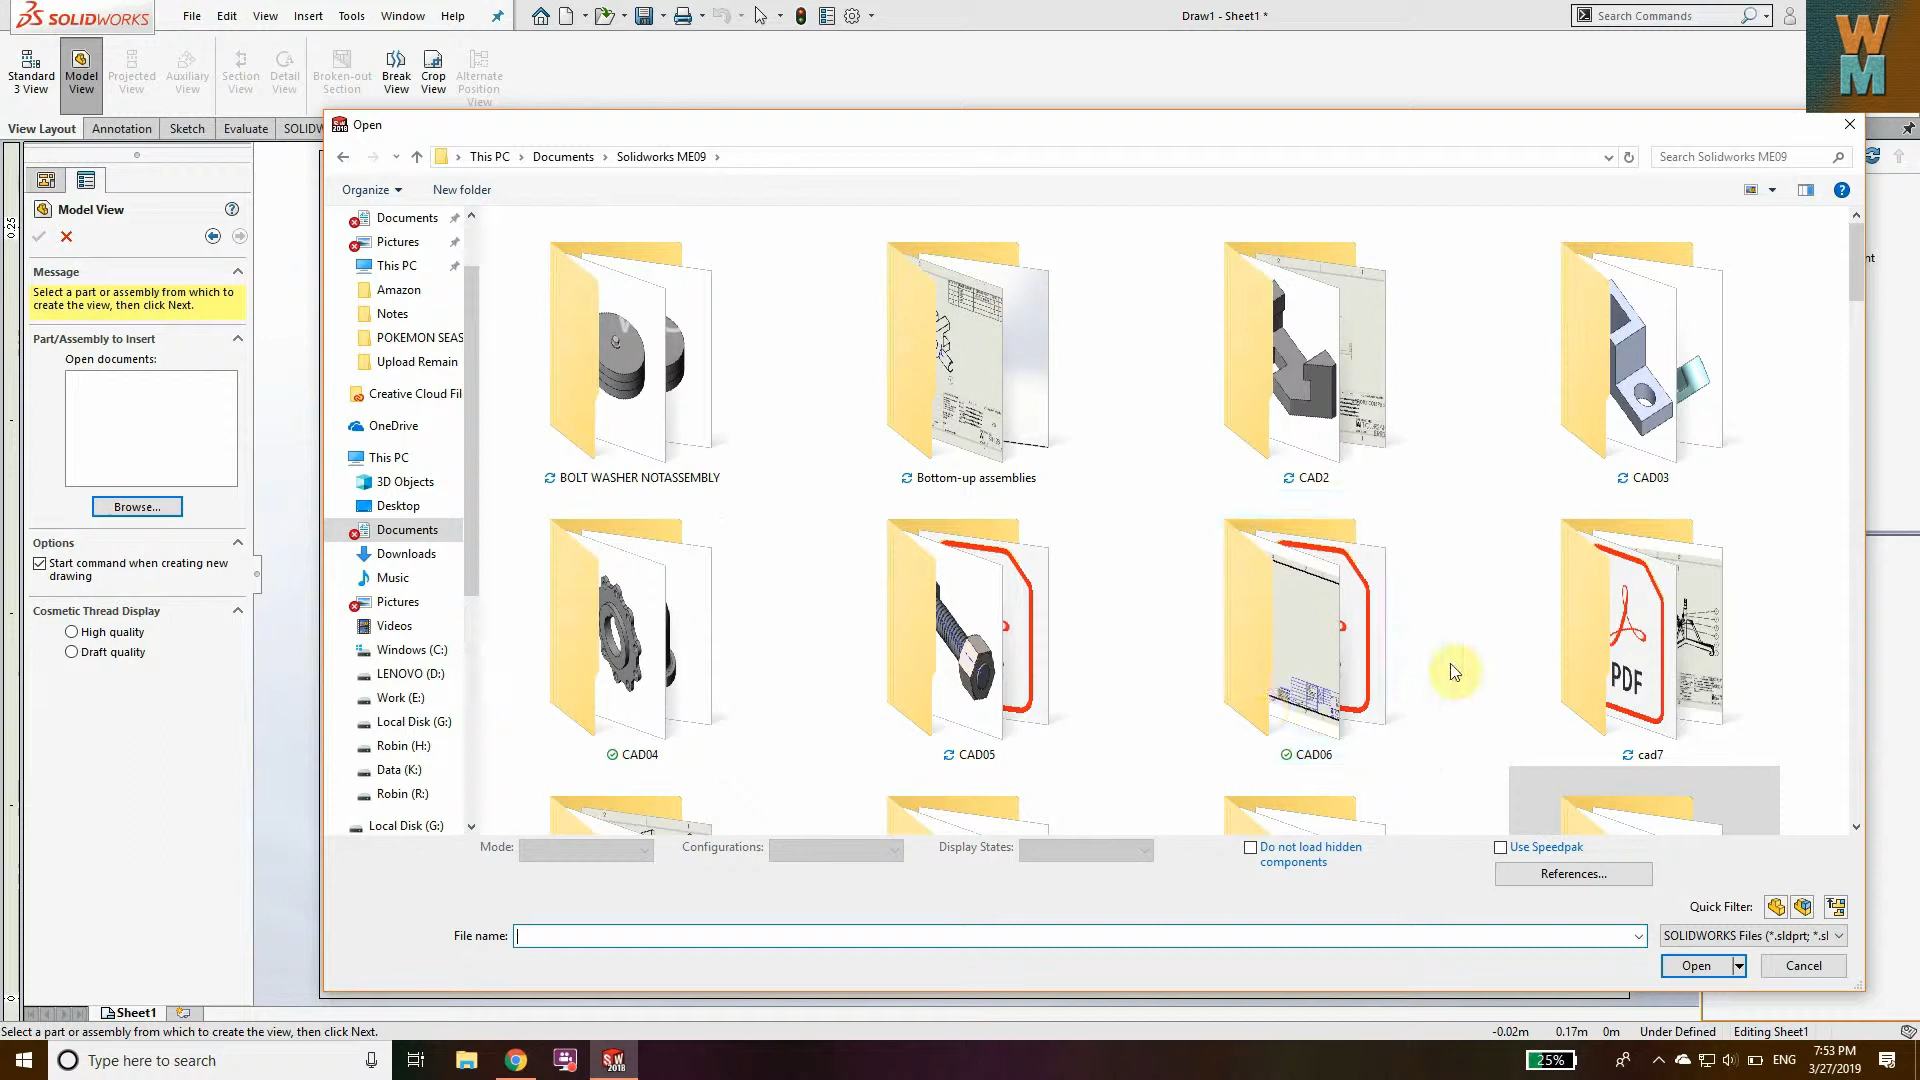 SOLIDWORKS
File Edit View Insert Tools Window Help
Draw1 - Sheet1 *
Search Commands
WM
Standard 3 View
Model View
Projected View
Auxiliary View
Section View
Detail View
Broken-out Section
Break View
Crop View
Alternate Position View
View Layout Annotation Sketch Evaluate SOLIDW
Open
This PC > Documents > Solidworks ME09 >
Search Solidworks ME09
Organize New folder
Model View
Message
Select a part or assembly from which to
create the view, then click Next.
Part/Assembly to Insert
Open documents:
Browse...
Options
Start command when creating new
drawing
Cosmetic Thread Display
High quality
Draft quality
0.25
0
Documents
Pictures
This PC
Amazon
Notes
POKEMON SEAS
Upload Remain
Creative Cloud Fil
OneDrive
This PC
3D Objects
Desktop
Documents
Downloads
Music
Pictures
Videos
Windows (C:)
LENOVO (D:)
Work (E:)
Local Disk (G:)
Robin (H:)
Data (K:)
Robin (R:)
Local Disk (G:)
BOLT WASHER NOTASSEMBLY
Bottom-up assemblies
CAD2
CAD03
PDF
CAD04
CAD05
CAD06
cad7
nt
Mode:
Configurations:
Display States:
Do not load hidden
components
Use Speedpak
References...
Quick Filter:
File name:
SOLIDWORKS Files (*.sldprt; *.sl
Open
Cancel
Sheet1
Select a part or assembly from which to create the view, then click Next.
-0.02m 0.17m 0m Under Defined Editing Sheet1
Type here to search
SW 2018
25%
ENG
7:53 PM
3/27/2019